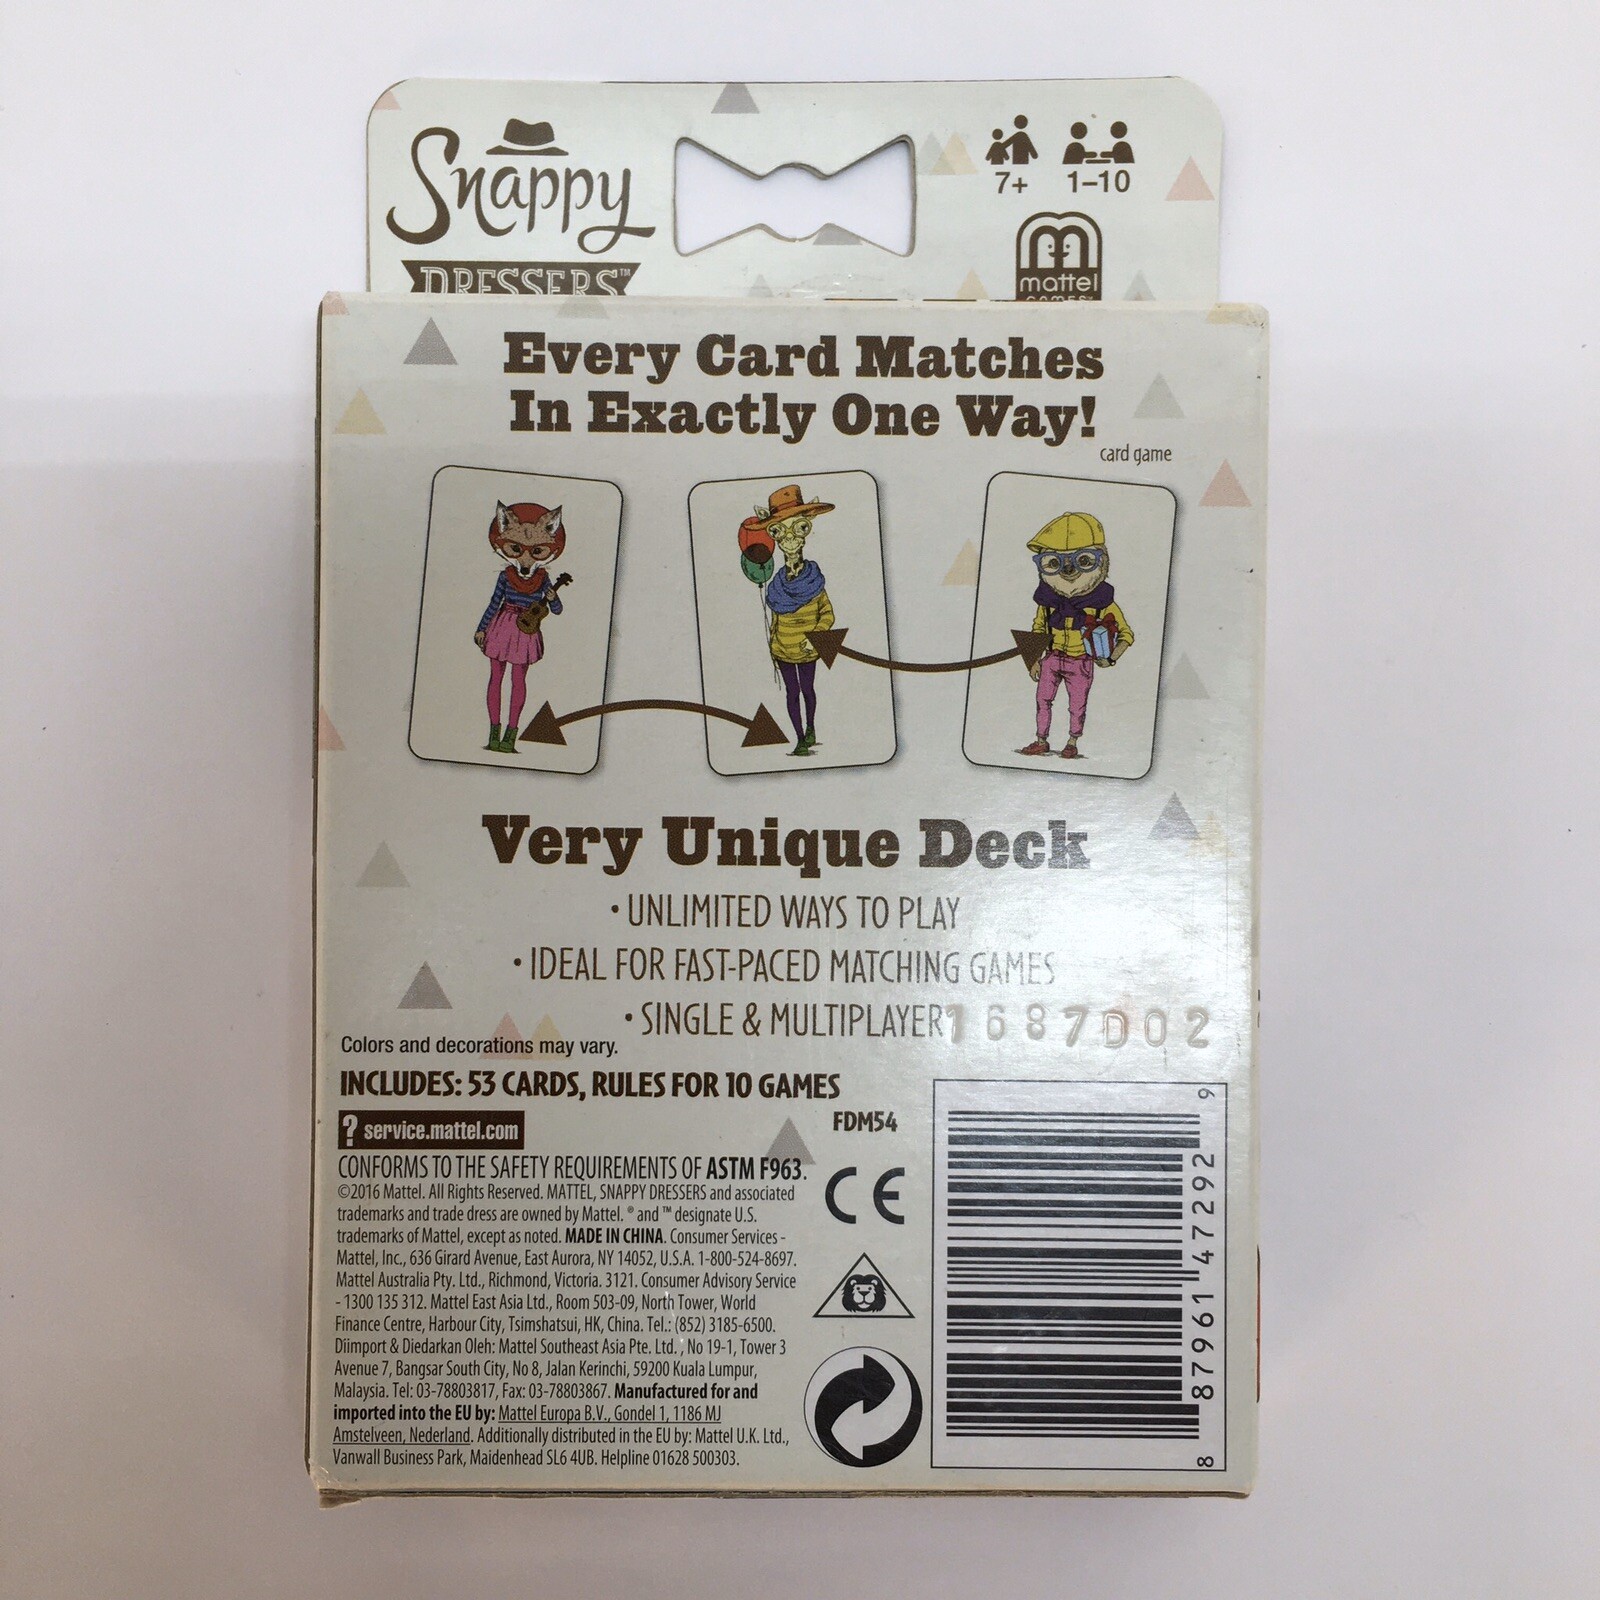 Snappy
DRESSERS™
7+ 1–10
mattel
games™
Every Card Matches
In Exactly One Way!
card game
Very Unique Deck
• UNLIMITED WAYS TO PLAY
• IDEAL FOR FAST-PACED MATCHING GAMES
• SINGLE & MULTIPLAYER
1687D02
Colors and decorations may vary.
INCLUDES: 53 CARDS, RULES FOR 10 GAMES
? service.mattel.com
FDM54
CONFORMS TO THE SAFETY REQUIREMENTS OF ASTM F963.
©2016 Mattel. All Rights Reserved. MATTEL, SNAPPY DRESSERS and associated
trademarks and trade dress are owned by Mattel. ® and ™ designate U.S.
trademarks of Mattel, except as noted. MADE IN CHINA. Consumer Services -
Mattel, Inc., 636 Girard Avenue, East Aurora, NY 14052, U.S.A. 1-800-524-8697.
Mattel Australia Pty. Ltd., Richmond, Victoria. 3121. Consumer Advisory Service
- 1300 135 312. Mattel East Asia Ltd., Room 503-09, North Tower, World
Finance Centre, Harbour City, Tsimshatsui, HK, China. Tel.: (852) 3185-6500.
Diimport & Diedarkan Oleh: Mattel Southeast Asia Pte. Ltd. , No 19-1, Tower 3
Avenue 7, Bangsar South City, No 8, Jalan Kerinchi, 59200 Kuala Lumpur,
Malaysia. Tel: 03-78803817, Fax: 03-78803867. Manufactured for and
imported into the EU by: Mattel Europa B.V., Gondel 1, 1186 MJ
Amstelveen, Nederland. Additionally distributed in the EU by: Mattel U.K. Ltd.,
Vanwall Business Park, Maidenhead SL6 4UB. Helpline 01628 500303.
CE
8 87961 47292 9